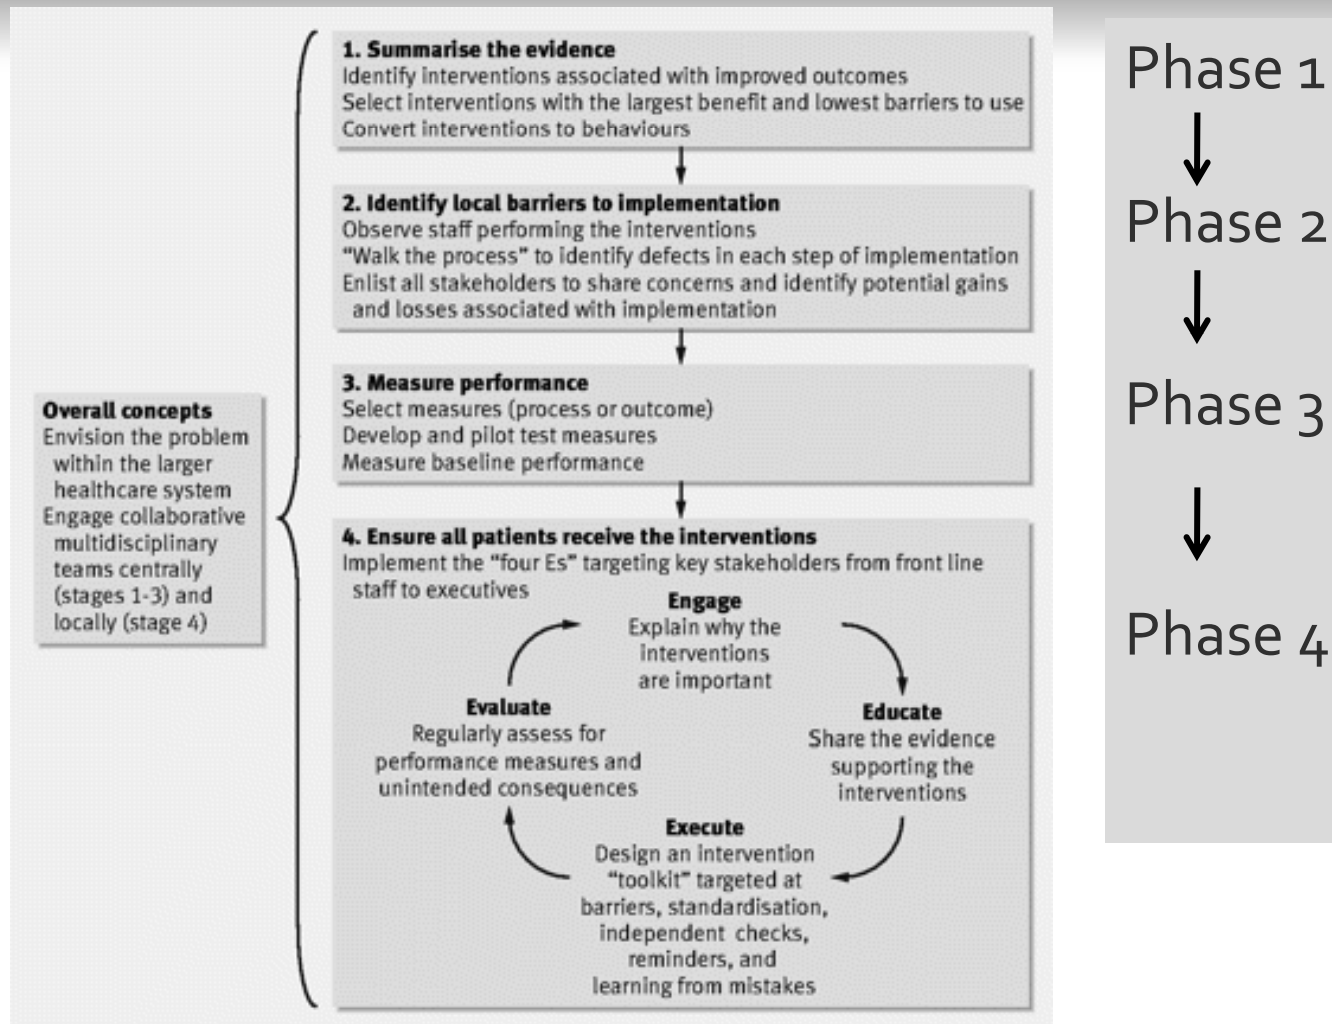 1. Summarise the evidence
Identify interventions associated with improved outcomes
Select interventions with the largest benefit and lowest barriers to use
Convert interventions to behaviours
2. Identify local barriers to implementation
Observe staff performing the interventions
“Walk the process” to identify defects in each step of implementation
Enlist all stakeholders to share concerns and identify potential gains
and losses associated with implementation
3. Measure performance
Select measures (process or outcome)
Develop and pilot test measures
Measure baseline performance
Overall concepts
Envision the problem
within the larger
healthcare system
Engage collaborative
multidisciplinary
teams centrally
(stages 1-3) and
locally (stage 4)
4. Ensure all patients receive the interventions
Implement the “four Es” targeting key stakeholders from front line
staff to executives
Engage
Explain why the
interventions
are important
Educate
Share the evidence
supporting the
interventions
Execute
Design an intervention
“toolkit” targeted at
barriers, standardisation,
independent checks,
reminders, and
learning from mistakes
Evaluate
Regularly assess for
performance measures and
unintended consequences
Phase 1
Phase 2
Phase 3
Phase 4